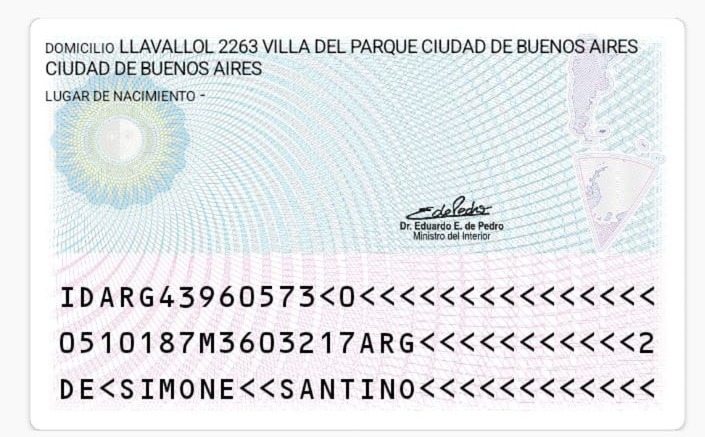 DOMICILIO LLAVALLOL 2263 VILLA DEL PARQUE CIUDAD DE BUENOS AIRES
CIUDAD DE BUENOS AIRES
LUGAR DE NACIMIENTO -
EdePedro
Dr. Eduardo E. de Pedro
Ministro del Interior
IDARG43960573<0<<<<<<<<<<<<<<<
0510187M3603217ARG<<<<<<<<<<<2
DE<SIMONE<<SANTINO<<<<<<<<<<<<